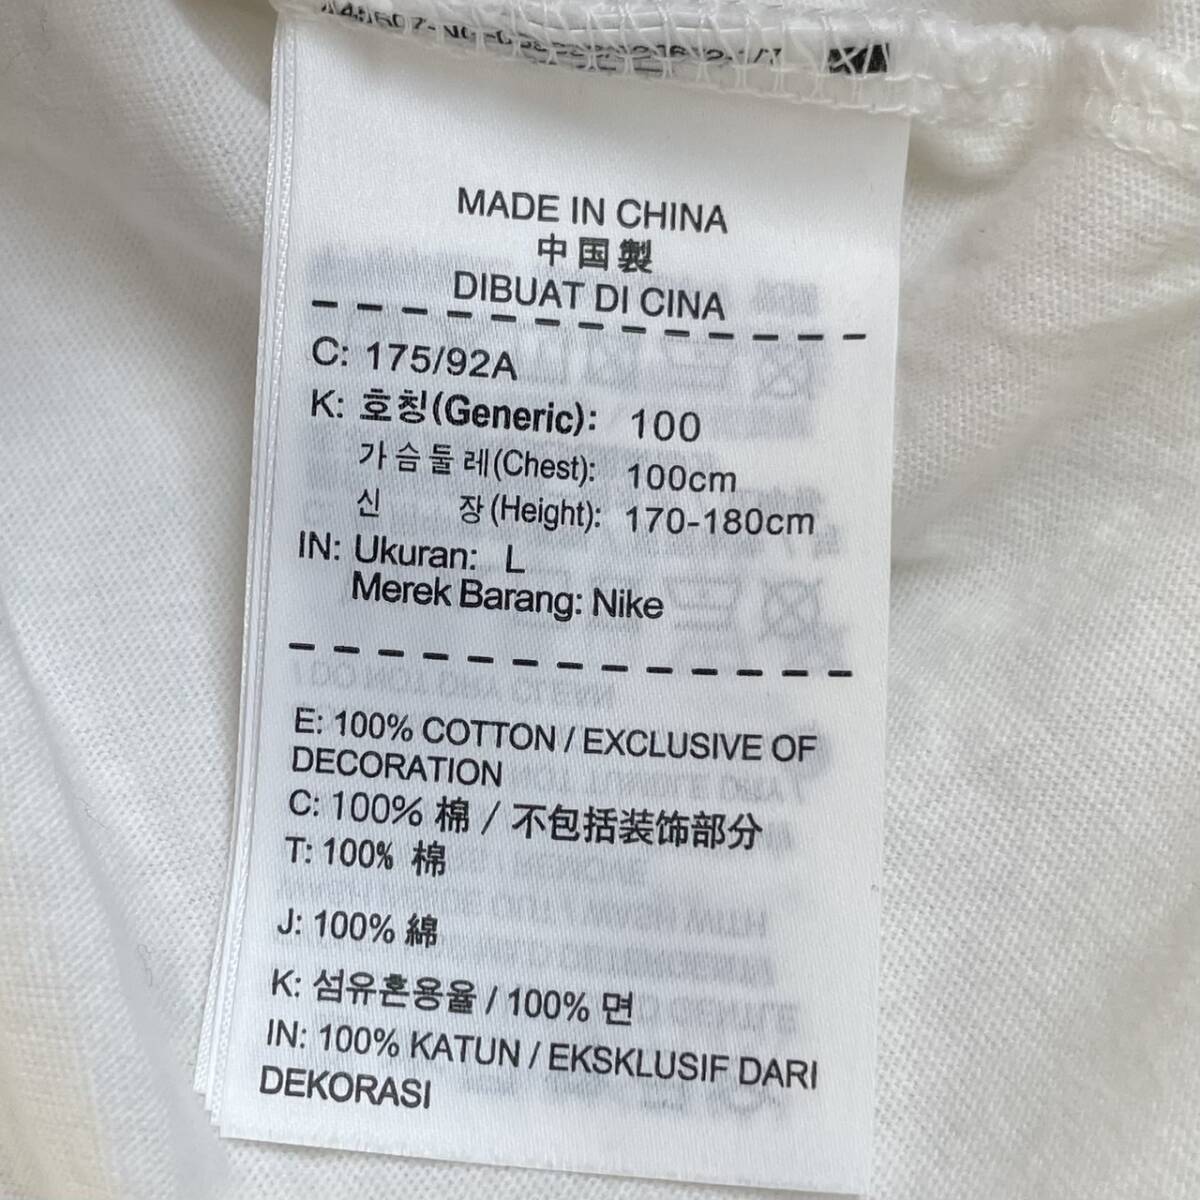 MADE IN CHINA
中国製
DIBUAT DI CINA
C: 175/92A
K: 호칭(Generic): 100
가슴둘레(Chest): 100cm
신 장(Height): 170-180cm
IN: Ukuran: L
Merek Barang: Nike
E: 100% COTTON / EXCLUSIVE OF
DECORATION
C: 100% 棉 / 不包括装饰部分
T: 100% 棉
J: 100% 綿
K: 섬유혼용율 / 100% 면
IN: 100% KATUN / EKSKLUSIF DARI
DEKORASI